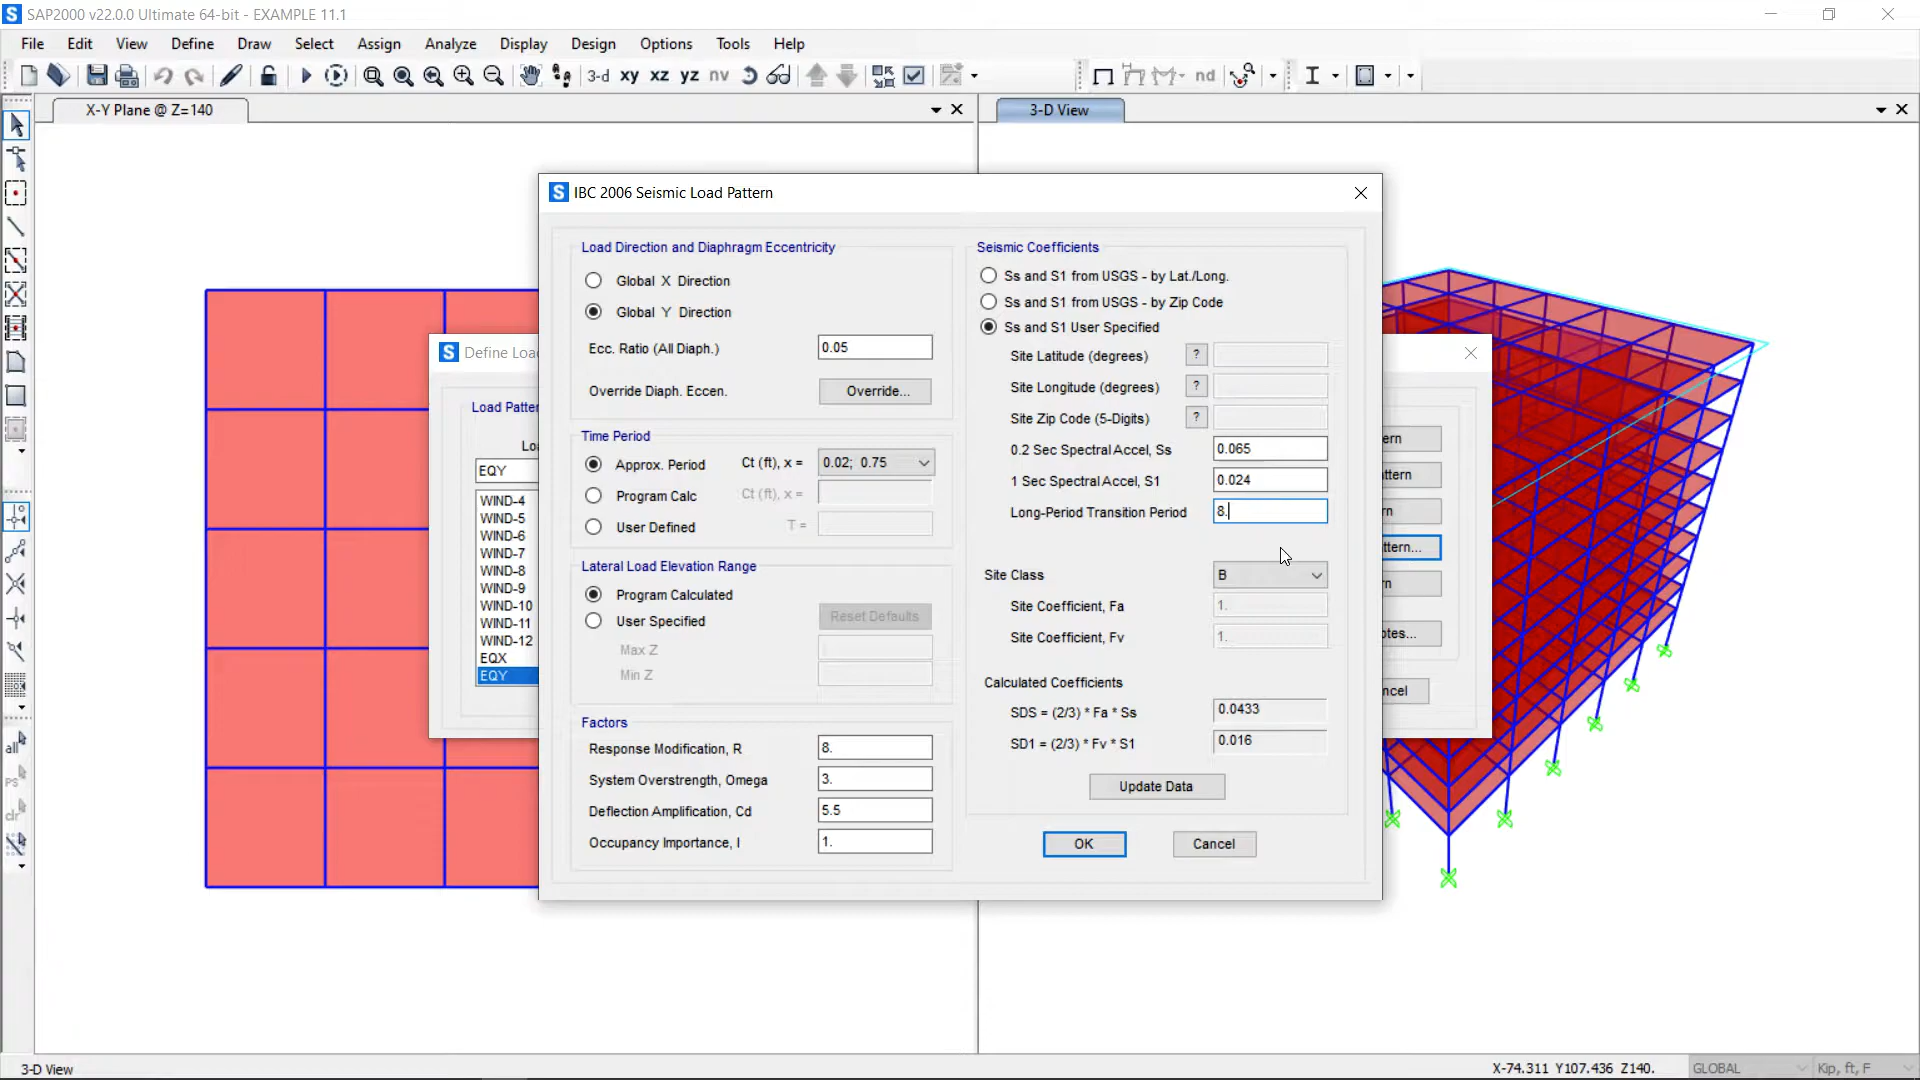 SAP2000 v22.0.0 Ultimate 64-bit - EXAMPLE 11.1
File Edit View Define Draw Select Assign Analyze Display Design Options Tools Help
3-d xy xz yz nv nd
X-Y Plane @ Z=140
3-D View
all
ps
dr
Define Loa
Load Patter
Loa
EQY
WIND-4
WIND-5
WIND-6
WIND-7
WIND-8
WIND-9
WIND-10
WIND-11
WIND-12
EQX
EQY
IBC 2006 Seismic Load Pattern
Load Direction and Diaphragm Eccentricity
Global X Direction
Global Y Direction
Ecc. Ratio (All Diaph.) 0.05
Override Diaph. Eccen. Override...
Time Period
Approx. Period Ct (ft), x = 0.02; 0.75
Program Calc Ct (ft), x =
User Defined T =
Lateral Load Elevation Range
Program Calculated
User Specified Reset Defaults
Max Z
Min Z
Factors
Response Modification, R 8.
System Overstrength, Omega 3.
Deflection Amplification, Cd 5.5
Occupancy Importance, I 1.
Seismic Coefficients
Ss and S1 from USGS - by Lat./Long.
Ss and S1 from USGS - by Zip Code
Ss and S1 User Specified
Site Latitude (degrees) ?
Site Longitude (degrees) ?
Site Zip Code (5-Digits) ?
0.2 Sec Spectral Accel, Ss 0.065
1 Sec Spectral Accel, S1 0.024
Long-Period Transition Period 8.
Site Class B
Site Coefficient, Fa 1.
Site Coefficient, Fv 1.
Calculated Coefficients
SDS = (2/3) * Fa * Ss 0.0433
SD1 = (2/3) * Fv * S1 0.016
Update Data
OK Cancel
ern
ttern
rn
ttern...
rn
otes...
ncel
3-D View
X-74.311 Y107.436 Z140.
GLOBAL
Kip, ft, F